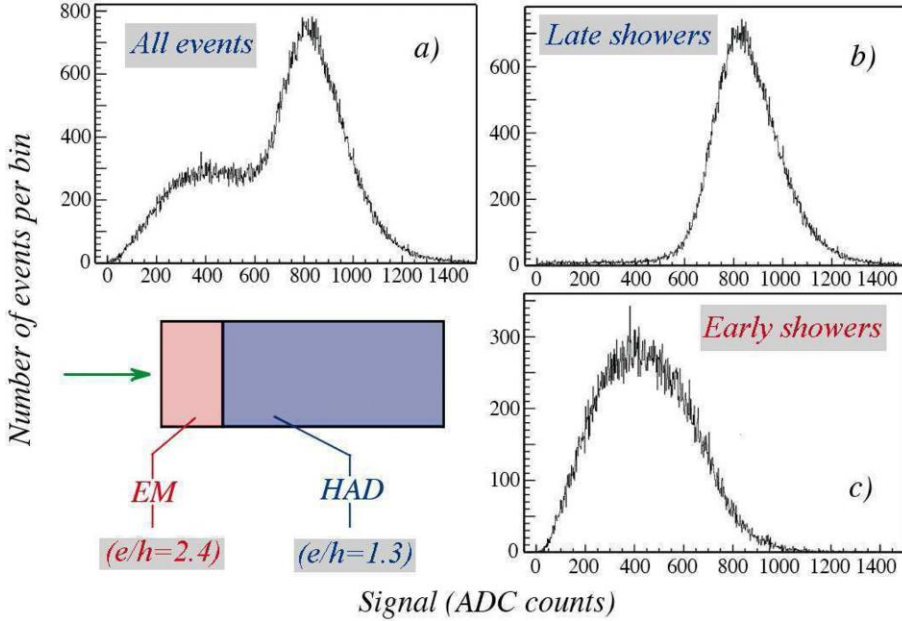 All events
a)
800
600
400
200
0
0 200 400 600 800 1000 1200 1400
Late showers
b)
600
400
200
0
0 200 400 600 800 1000 1200 1400
Number of events per bin
EM
HAD
(e/h=2.4)
(e/h=1.3)
Early showers
c)
300
200
100
0
0 200 400 600 800 1000 1200 1400
Signal (ADC counts)